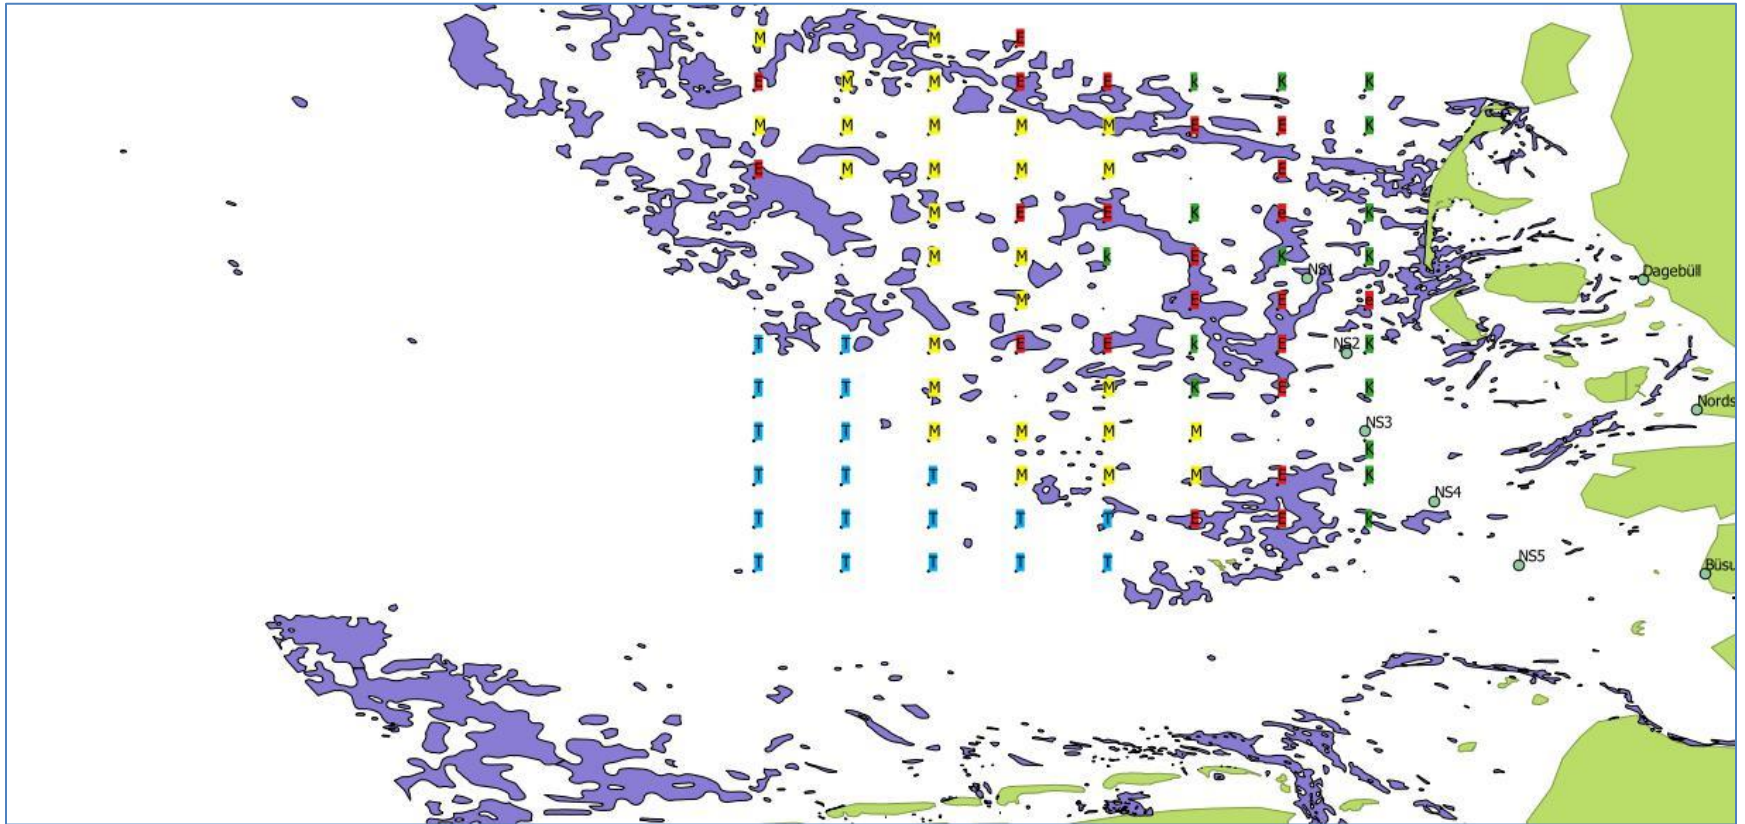 M M E
E M M E E k K K
M M M M M E E K
E M M M M E
M E E K e K
M M k E K K
NS1 Dagebüll
M E E e
T T M E E k E NS2 K
T T M M K E K
Nords
T T M M M M NS3
K
T T T M M M E K
NS4
T T T T T E E K
T T T T T NS5 Büsu